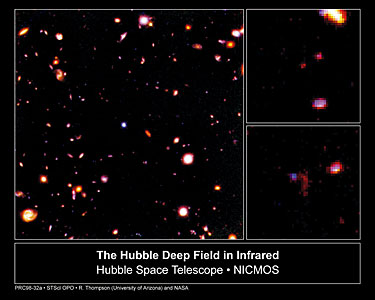 The Hubble Deep Field in Infrared
Hubble Space Telescope • NICMOS
PRC98-32a • STScI OPO • R. Thompson (University of Arizona) and NASA